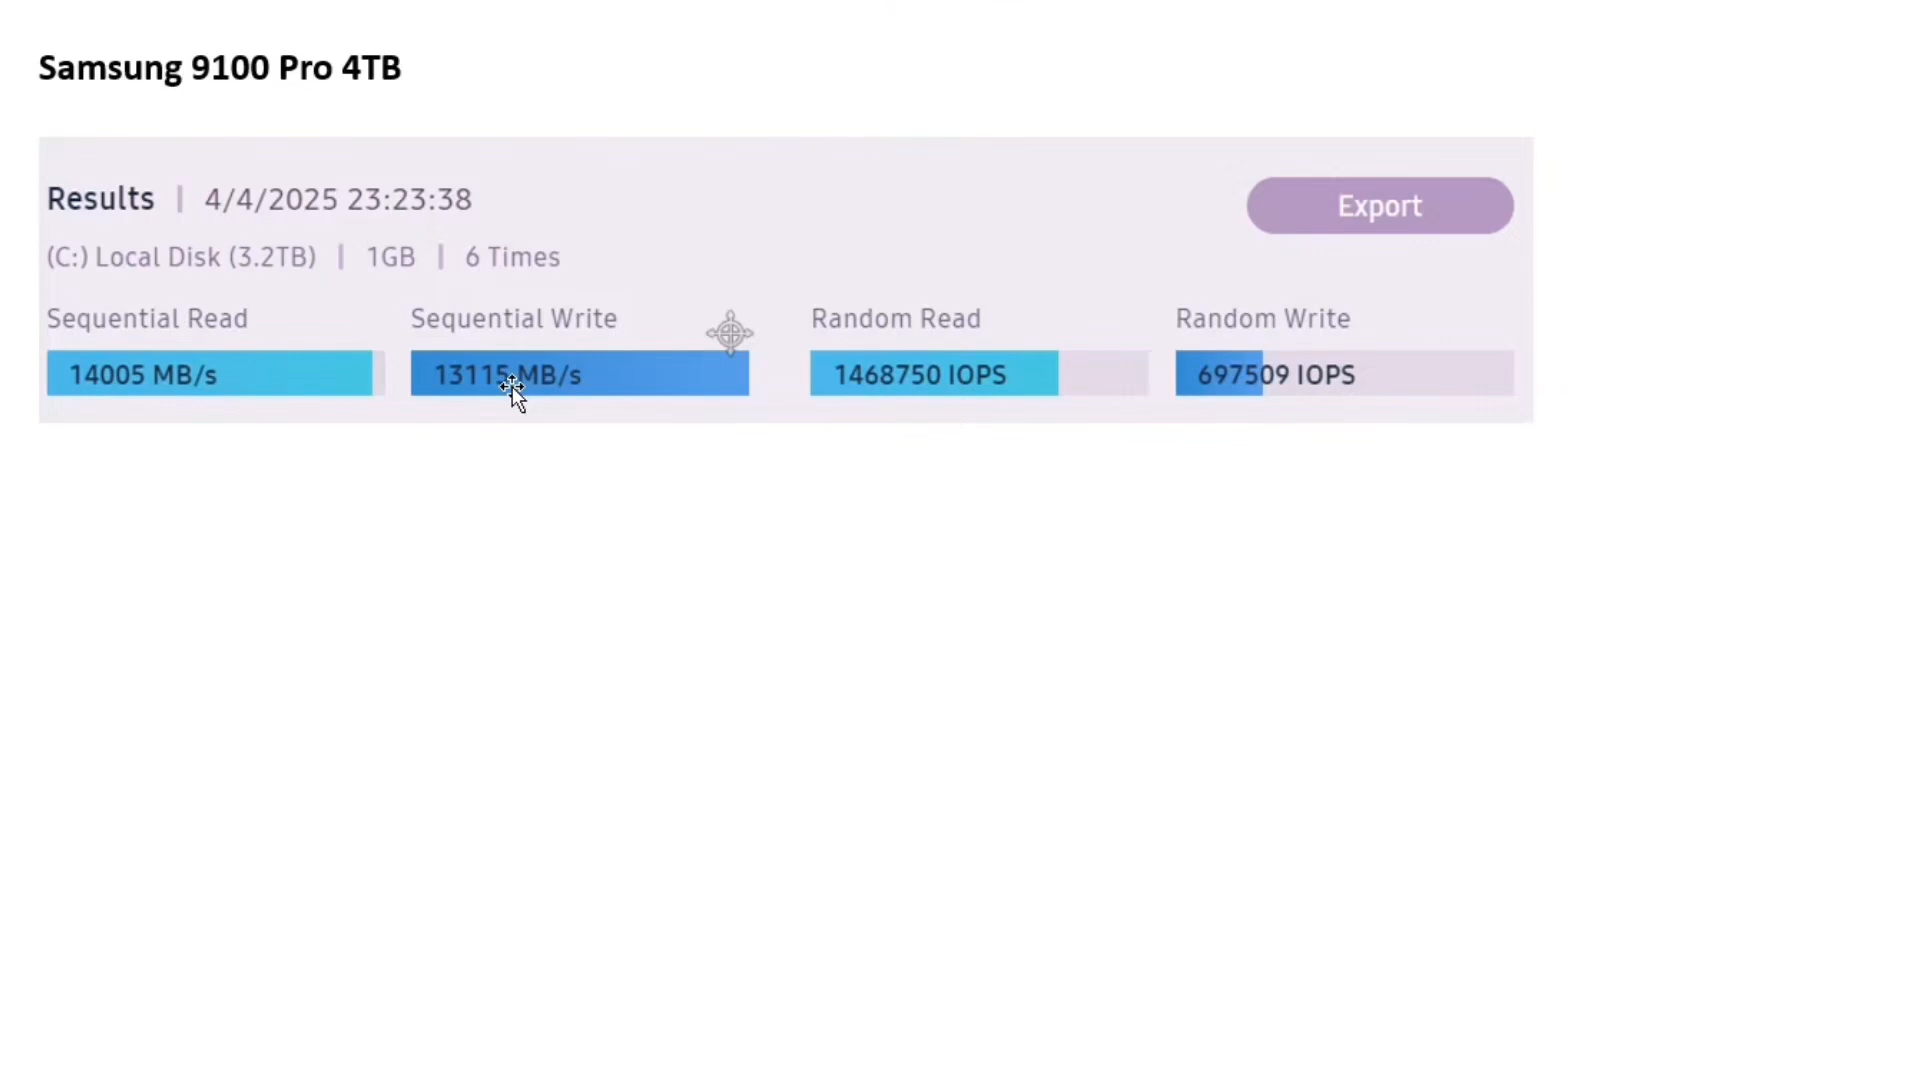 Samsung 9100 Pro 4TB
Results | 4/4/2025 23:23:38
Export
(C:) Local Disk (3.2TB) | 1GB | 6 Times
Sequential Read
Sequential Write
Random Read
Random Write
14005 MB/s
13115 MB/s
1468750 IOPS
697509 IOPS